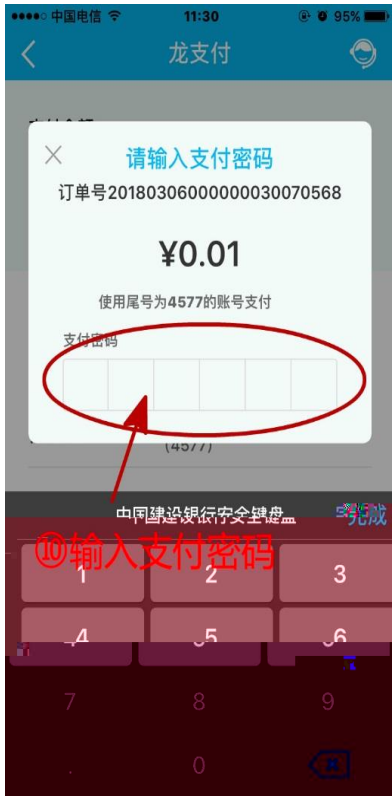 中国电信 11:30 95%
龙支付
请输入支付密码
订单号20180306000000030070568
¥0.01
使用尾号为4577的账号支付
支付密码
(4577)
中国建设银行安全键盘 完成
⑩输入支付密码
1 2 3
4 5 6
7 8 9
. 0